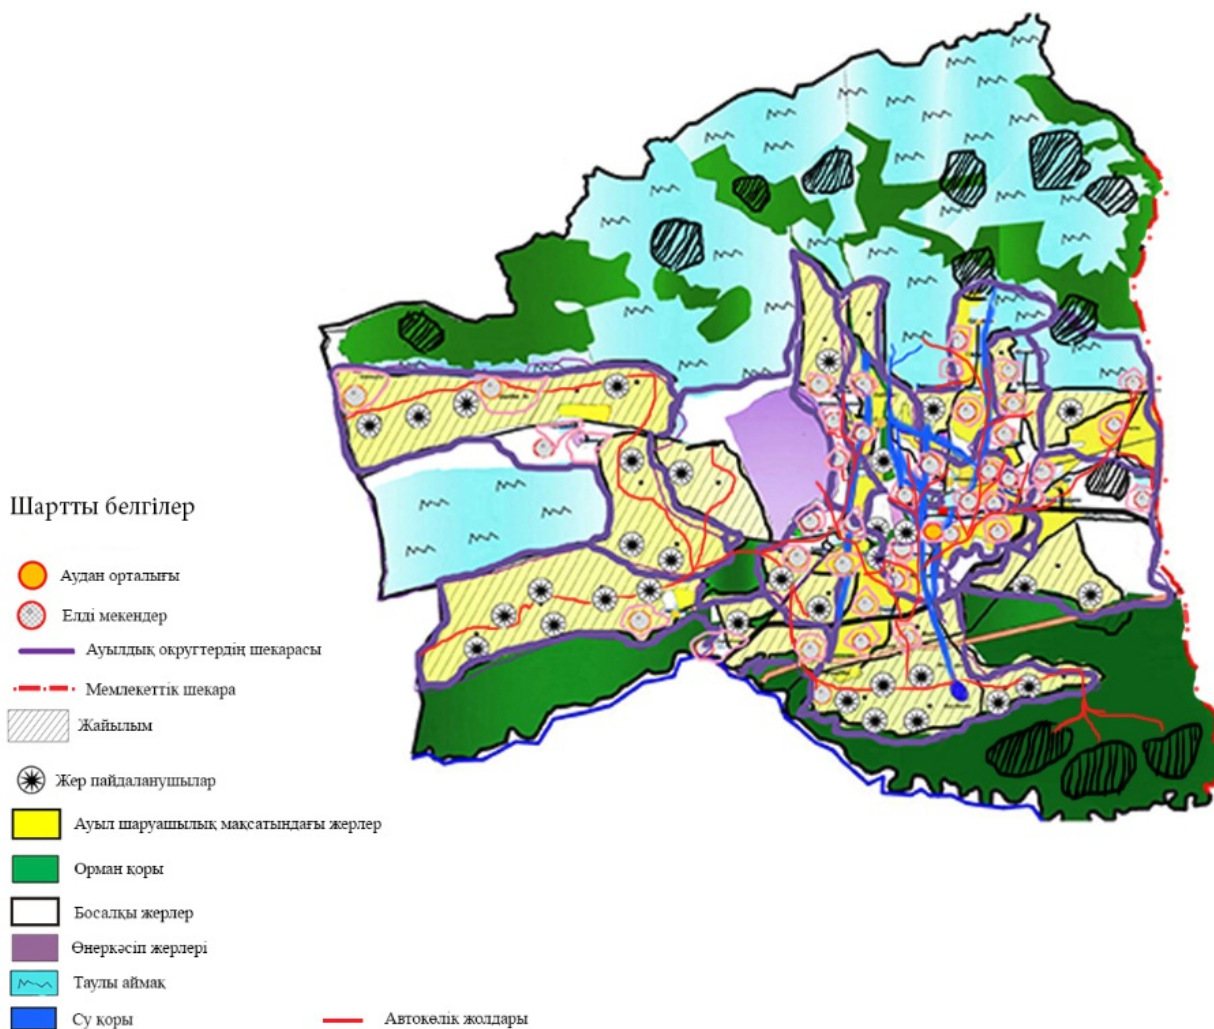 Шартты белгілер
Аудан орталығы
Елді мекендер
Ауылдық округтердің шекарасы
Мемлекеттік шекара
Жайылым
Жер пайдаланушылар
Ауыл шаруашылық мақсатындағы жерлер
Орман қоры
Босалқы жерлер
Өнеркәсіп жерлері
Таулы аймақ
Су қоры
Автокөлік жолдары